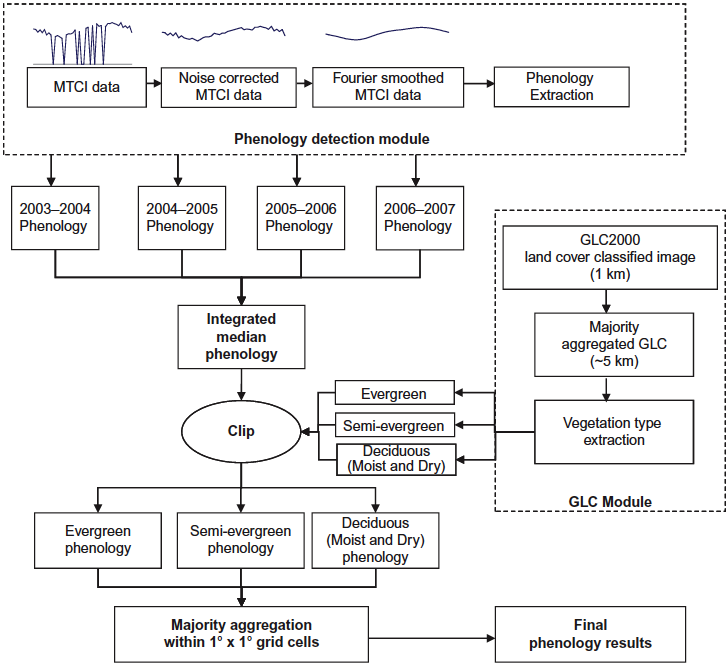 MTCI data
Noise corrected
MTCI data
Fourier smoothed
MTCI data
Phenology
Extraction
Phenology detection module
2003–2004
Phenology
2004–2005
Phenology
2005–2006
Phenology
2006–2007
Phenology
GLC2000
land cover classified image
(1 km)
Majority
aggregated GLC
(~5 km)
Vegetation type
extraction
GLC Module
Integrated
median
phenology
Evergreen
Semi-evergreen
Deciduous
(Moist and Dry)
Clip
Evergreen
phenology
Semi-evergreen
phenology
Deciduous
(Moist and Dry)
phenology
Majority aggregation
within 1° x 1° grid cells
Final
phenology results